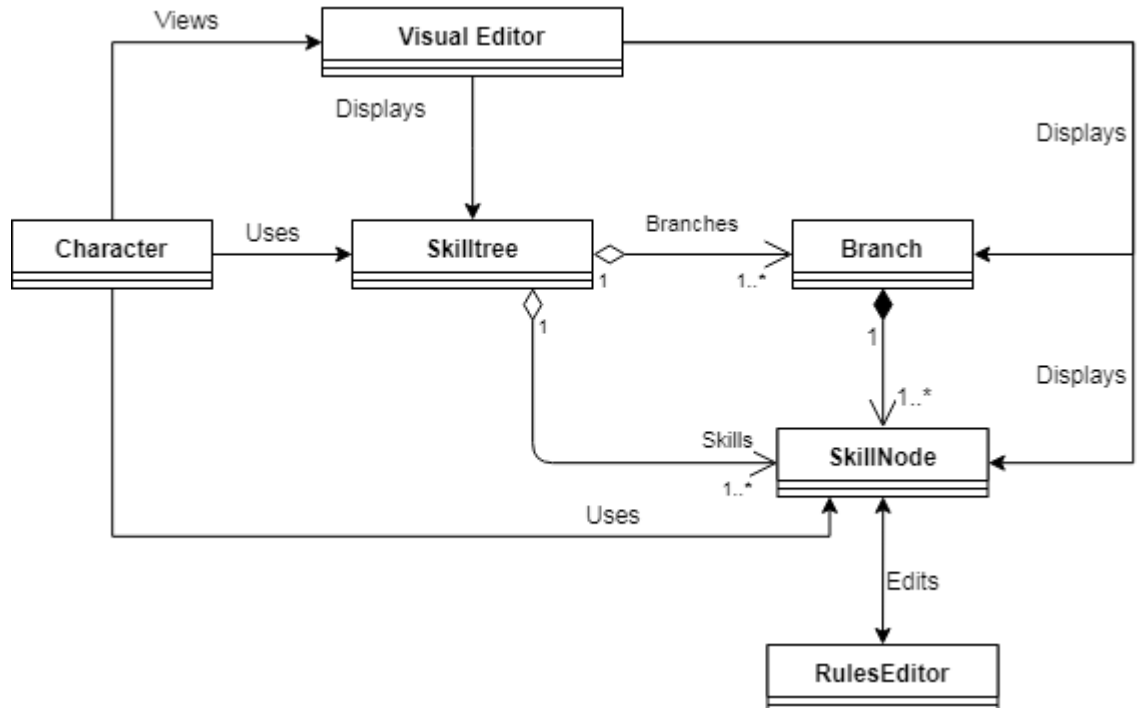 Views
Visual Editor
Displays
Displays
Character
Uses
Skilltree
Branches
1
1..*
Branch
1
1
Displays
1..*
Skills
1..*
SkillNode
Uses
Edits
RulesEditor